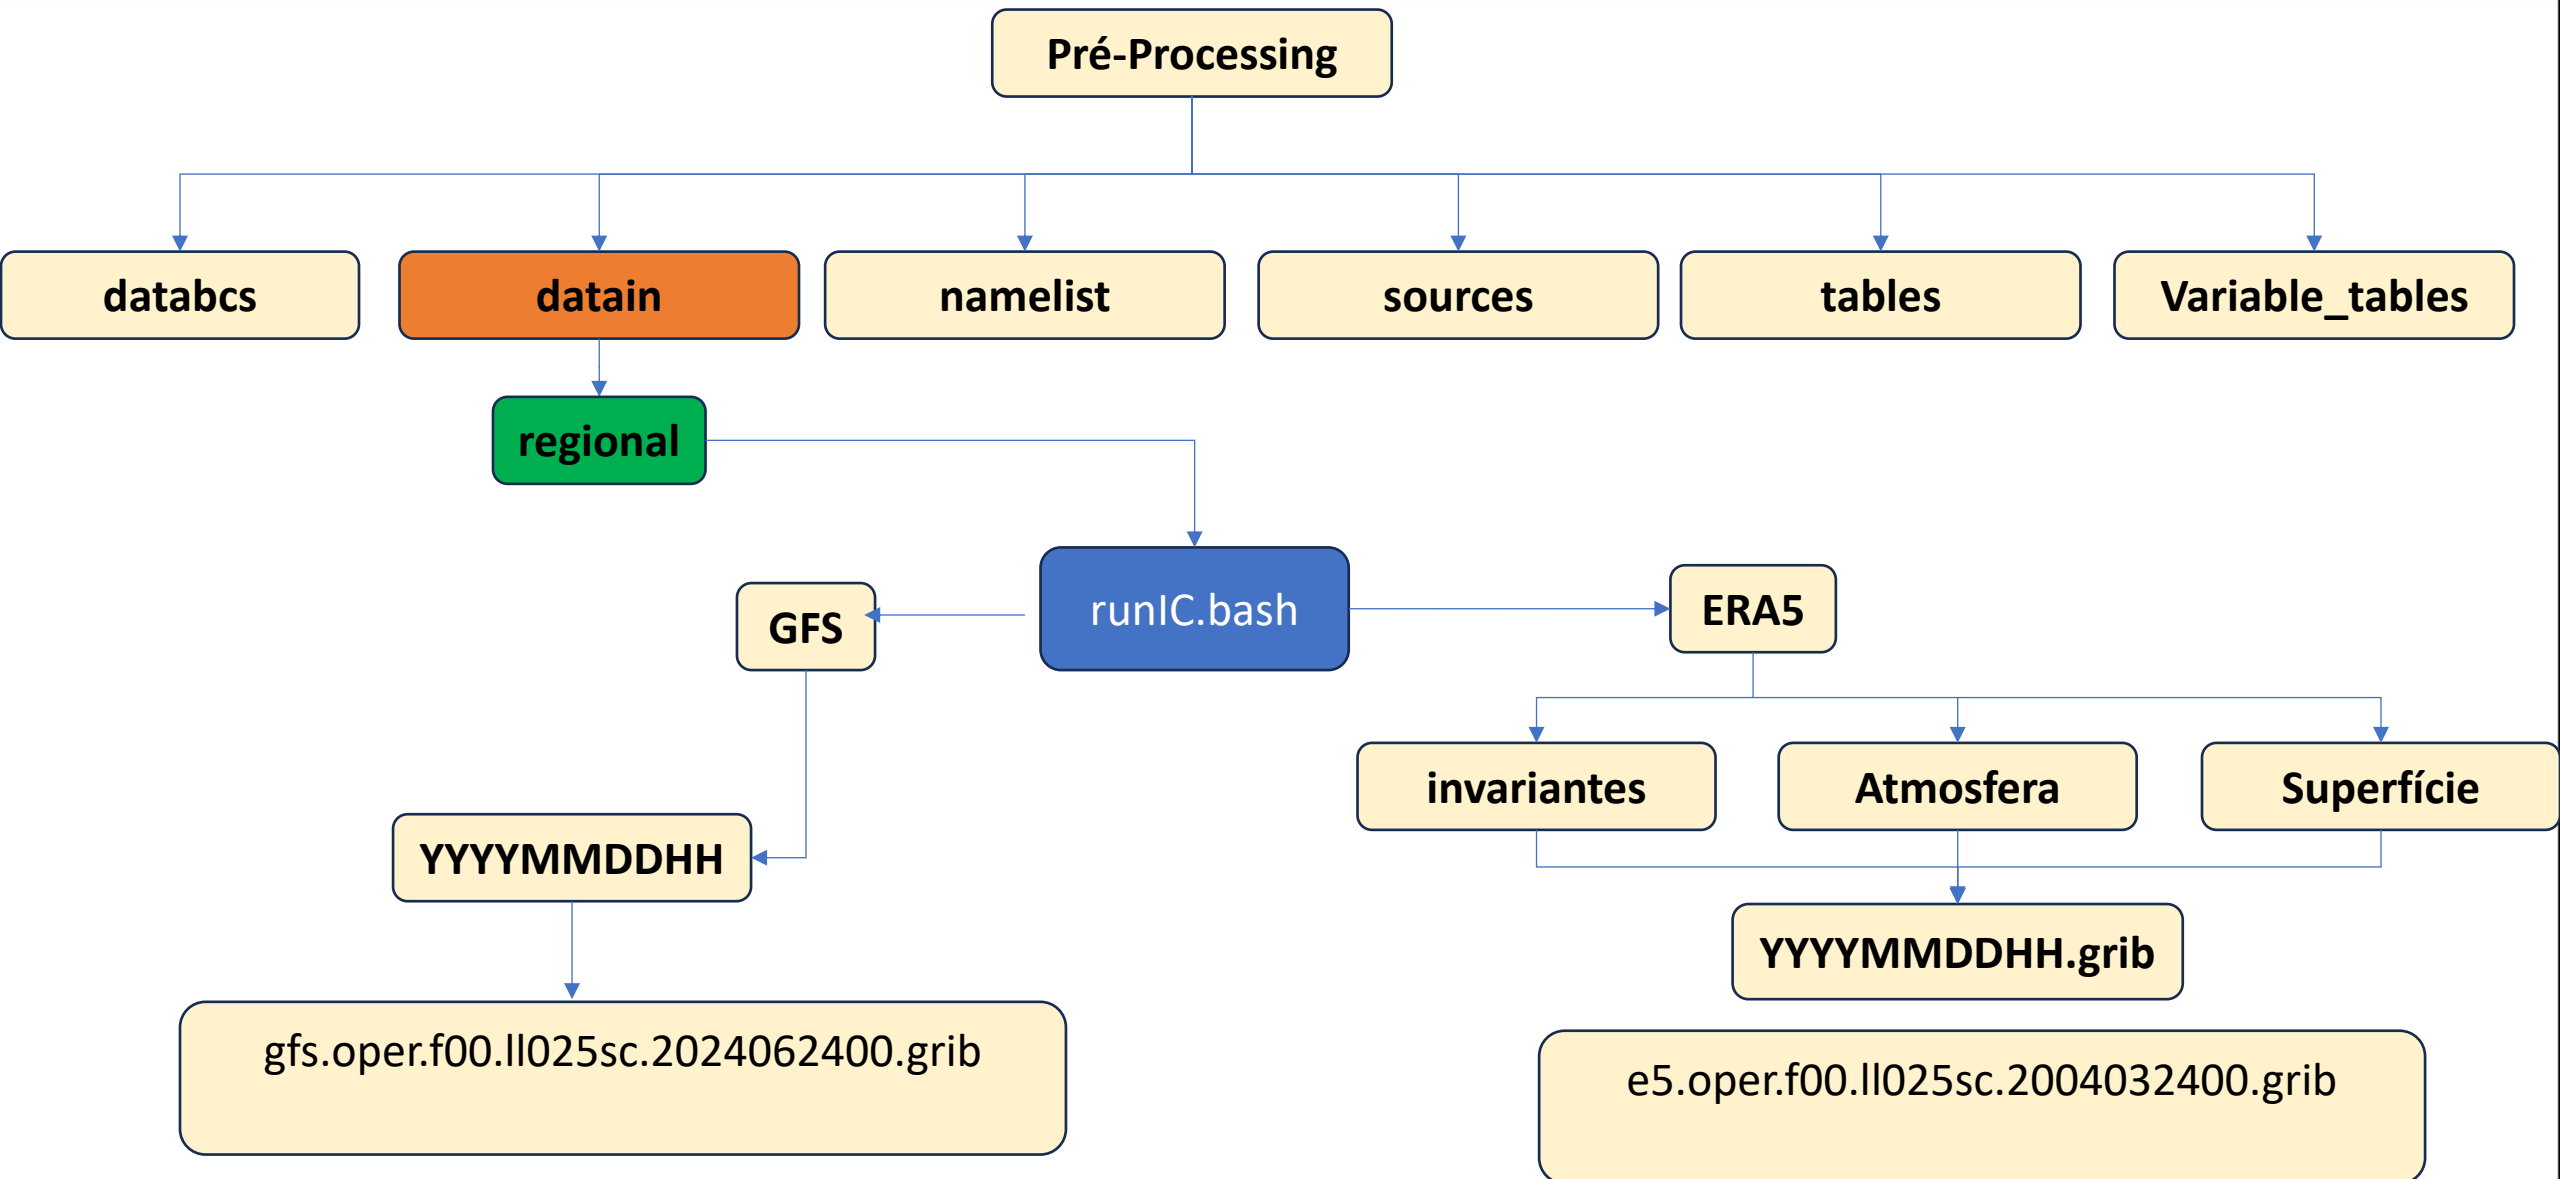 Pré-Processing
databcs
datain
namelist
sources
tables
Variable_tables
regional
runIC.bash
GFS
ERA5
invariantes
Atmosfera
Superfície
YYYYMMDDHH
YYYYMMDDHH.grib
gfs.oper.f00.ll025sc.2024062400.grib
e5.oper.f00.ll025sc.2004032400.grib